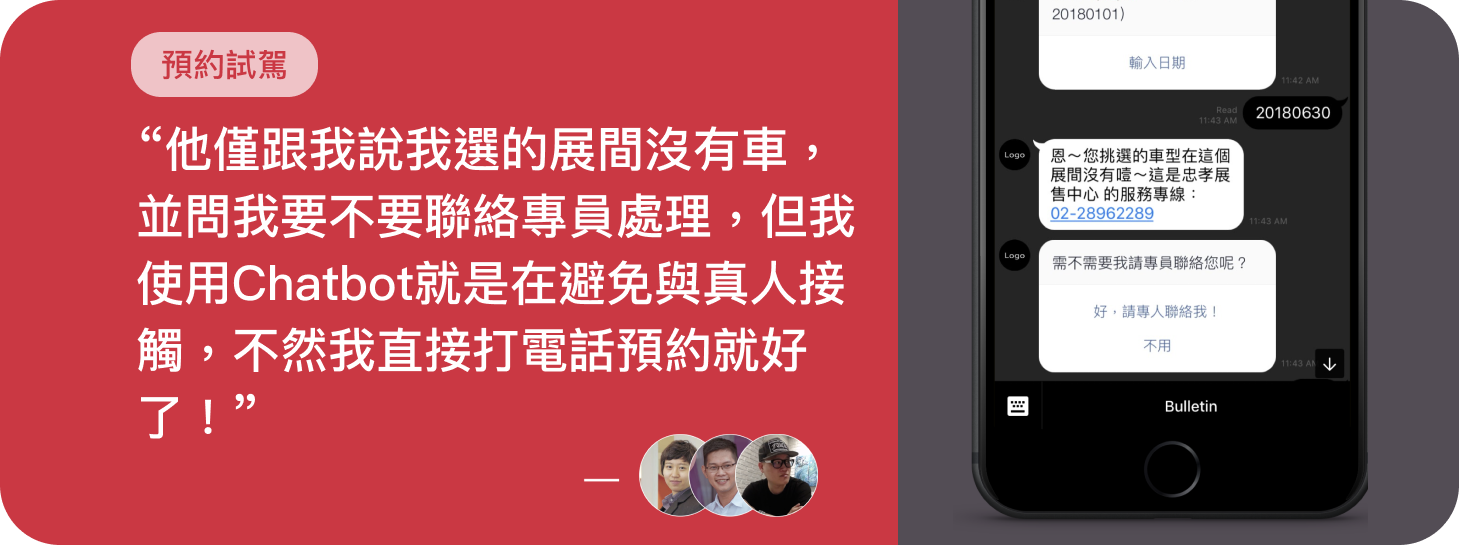 預約試駕
“他僅跟我說我選的展間沒有車，
並問我要不要聯絡專員處理，但我
使用Chatbot就是在避免與真人接
觸，不然我直接打電話預約就好
了！”
—
20180101）
輸入日期
11:42 AM
Read
11:43 AM
20180630
Logo
恩～您挑選的車型在這個
展間沒有噎～這是忠孝展
售中心 的服務專線：
02-28962289
11:43 AM
Logo
需不需要我請專員聯絡您呢？
好，請專人聯絡我！
不用
11:43 AM
Bulletin